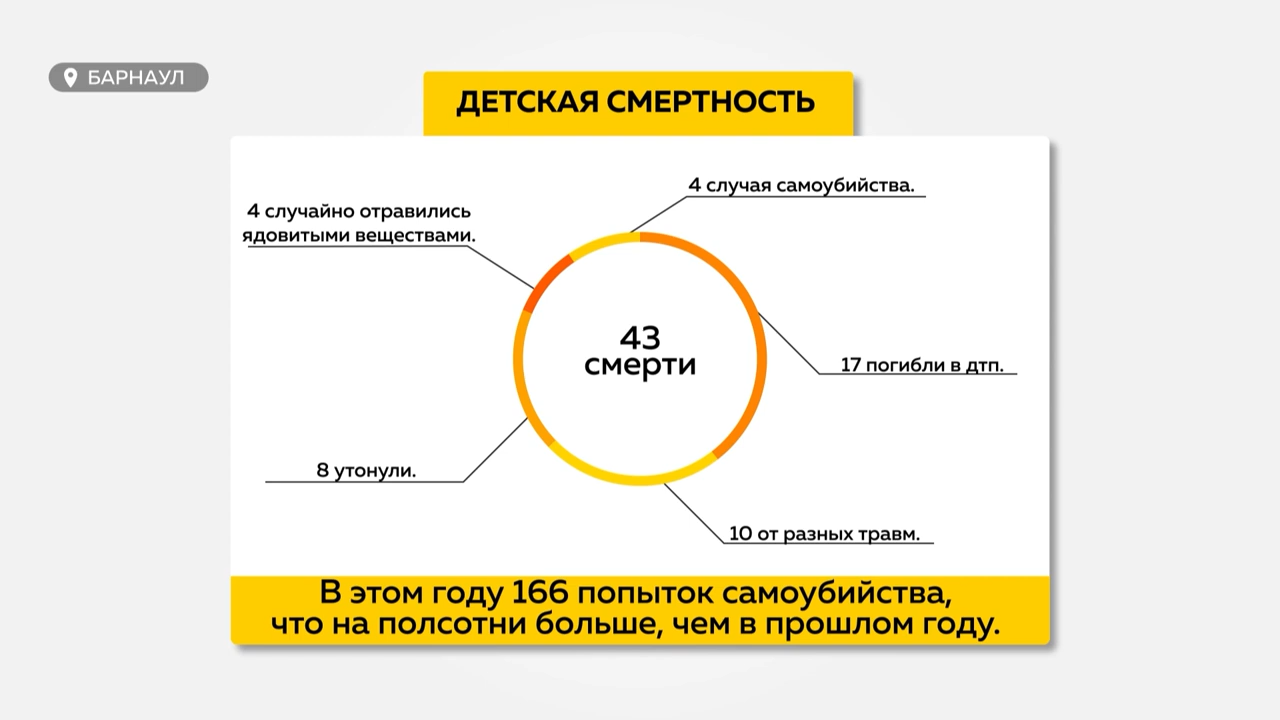 БАРНАУЛ
ДЕТСКАЯ СМЕРТНОСТЬ
4 случая самоубийства.
4 случайно отравились
ядовитыми веществами.
43
смерти
17 погибли в дтп.
8 утонули.
10 от разных травм.
В этом году 166 попыток самоубийства,
что на полсотни больше, чем в прошлом году.